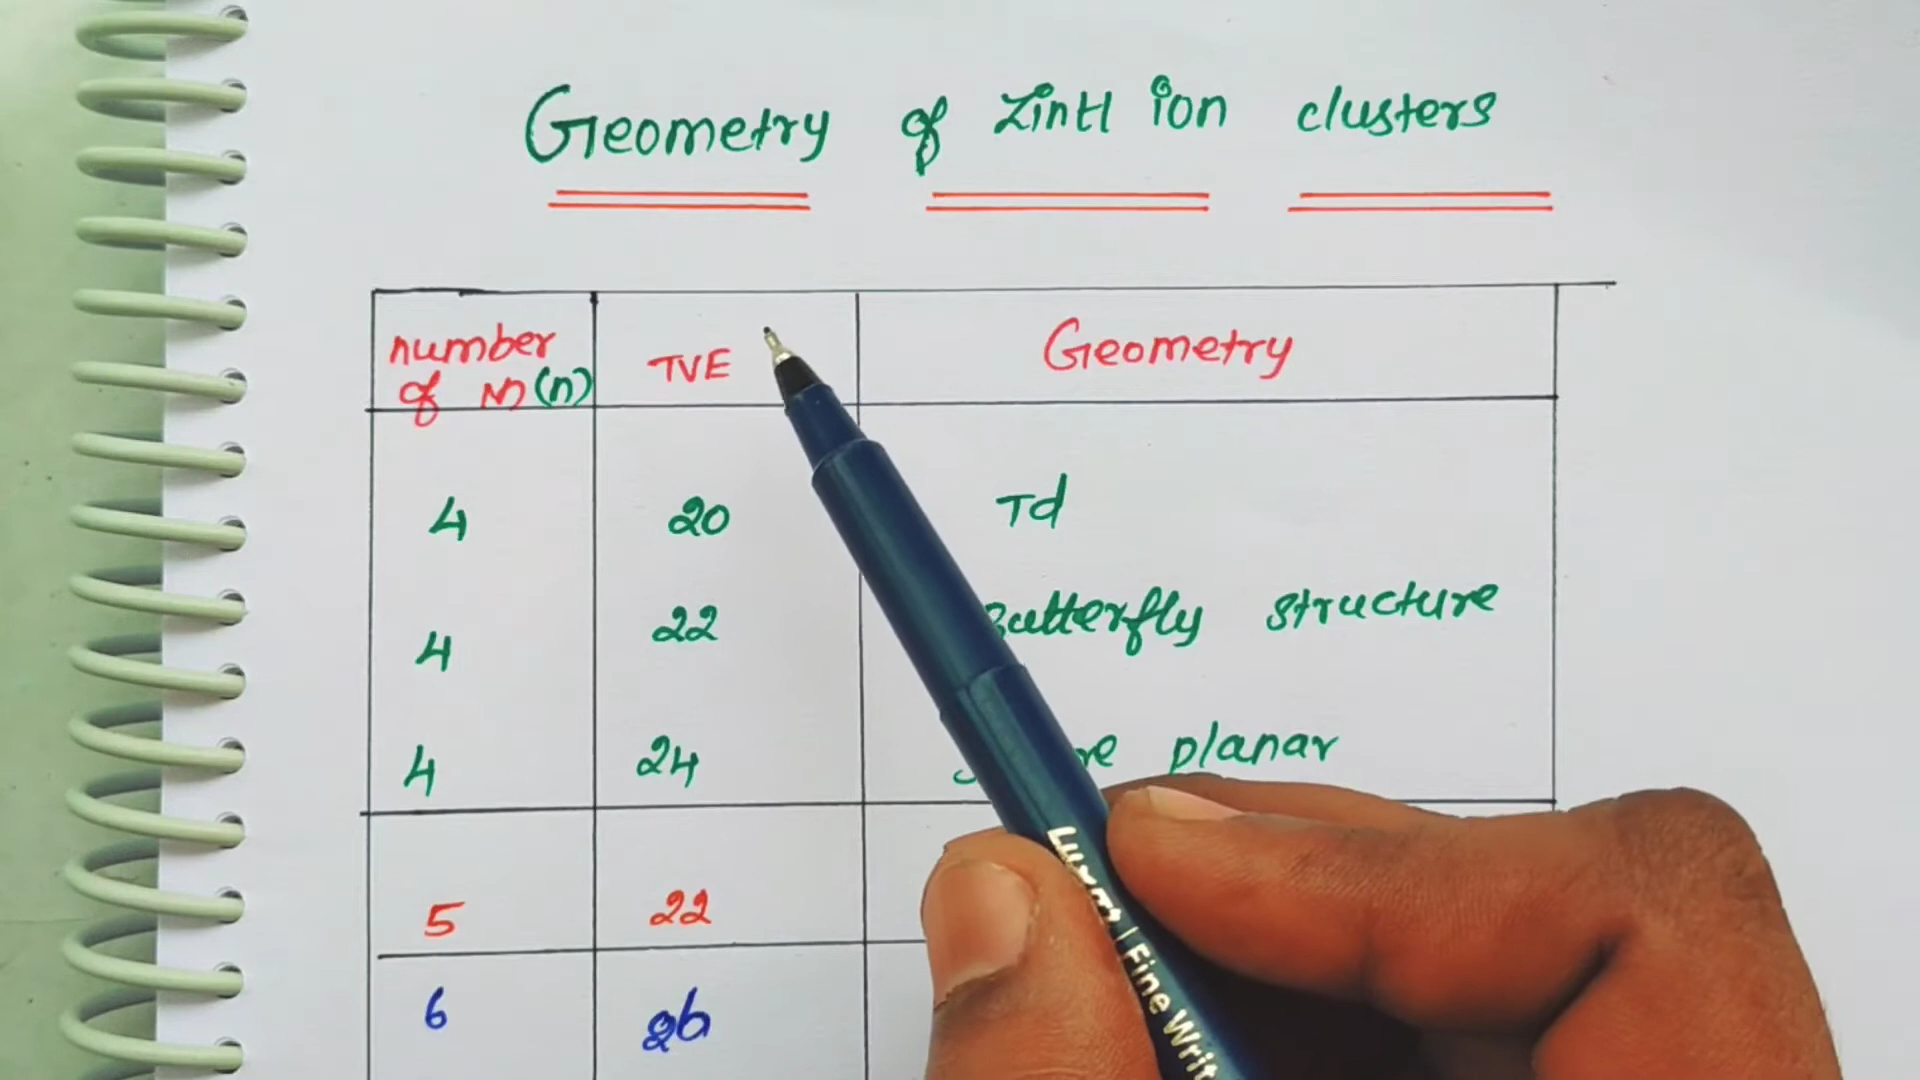 Geometry of Zintl ion clusters
number of M(n) TVE Geometry
4 20 Td
4 22 Butterfly structure
4 24 planar
5 22
6 26
Luxor | Fine Writ